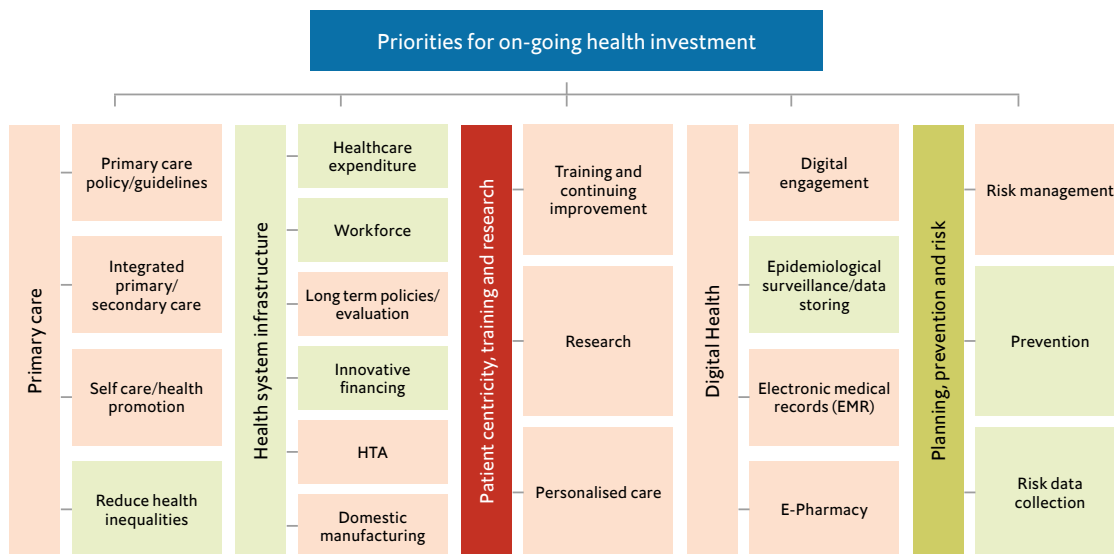 Priorities for on-going health investment
Primary care
Primary care
policy/guidelines
Integrated
primary/
secondary care
Self care/health
promotion
Reduce health
inequalities
Health system infrastructure
Healthcare
expenditure
Workforce
Long term policies/
evaluation
Innovative
financing
HTA
Domestic
manufacturing
Patient centricity, training and research
Training and
continuing
improvement
Research
Personalised care
Digital Health
Digital
engagement
Epidemiological
surveillance/data
storing
Electronic medical
records (EMR)
E-Pharmacy
Planning, prevention and risk
Risk management
Prevention
Risk data
collection